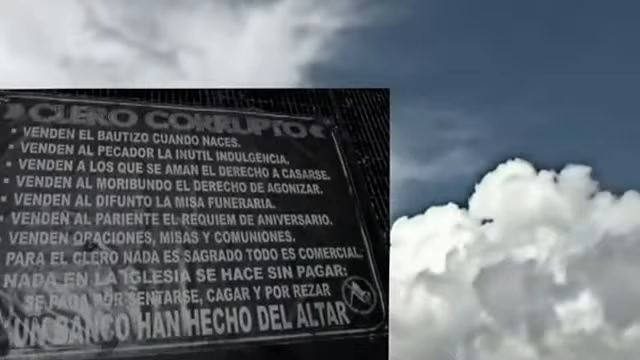 CLERO CORRUPTO
• VENDEN EL BAUTIZO CUANDO NACES.
• VENDEN AL PECADOR LA INÚTIL INDULGENCIA.
• VENDEN A LOS QUE SE AMAN EL DERECHO A CASARSE.
• VENDEN AL MORIBUNDO EL DERECHO DE AGONIZAR.
• VENDEN AL DIFUNTO LA MISA FUNERARIA.
• VENDEN AL PARIENTE EL REQUIEM DE ANIVERSARIO.
VENDEN ORACIONES, MISAS Y COMUNIONES.
PARA EL CLERO NADA ES SAGRADO TODO ES COMERCIAL.
NADA EN LA IGLESIA SE HACE SIN PAGAR:
SE PAGA POR SENTARSE, CAGAR Y POR REZAR
UN BANCO HAN HECHO DEL ALTAR